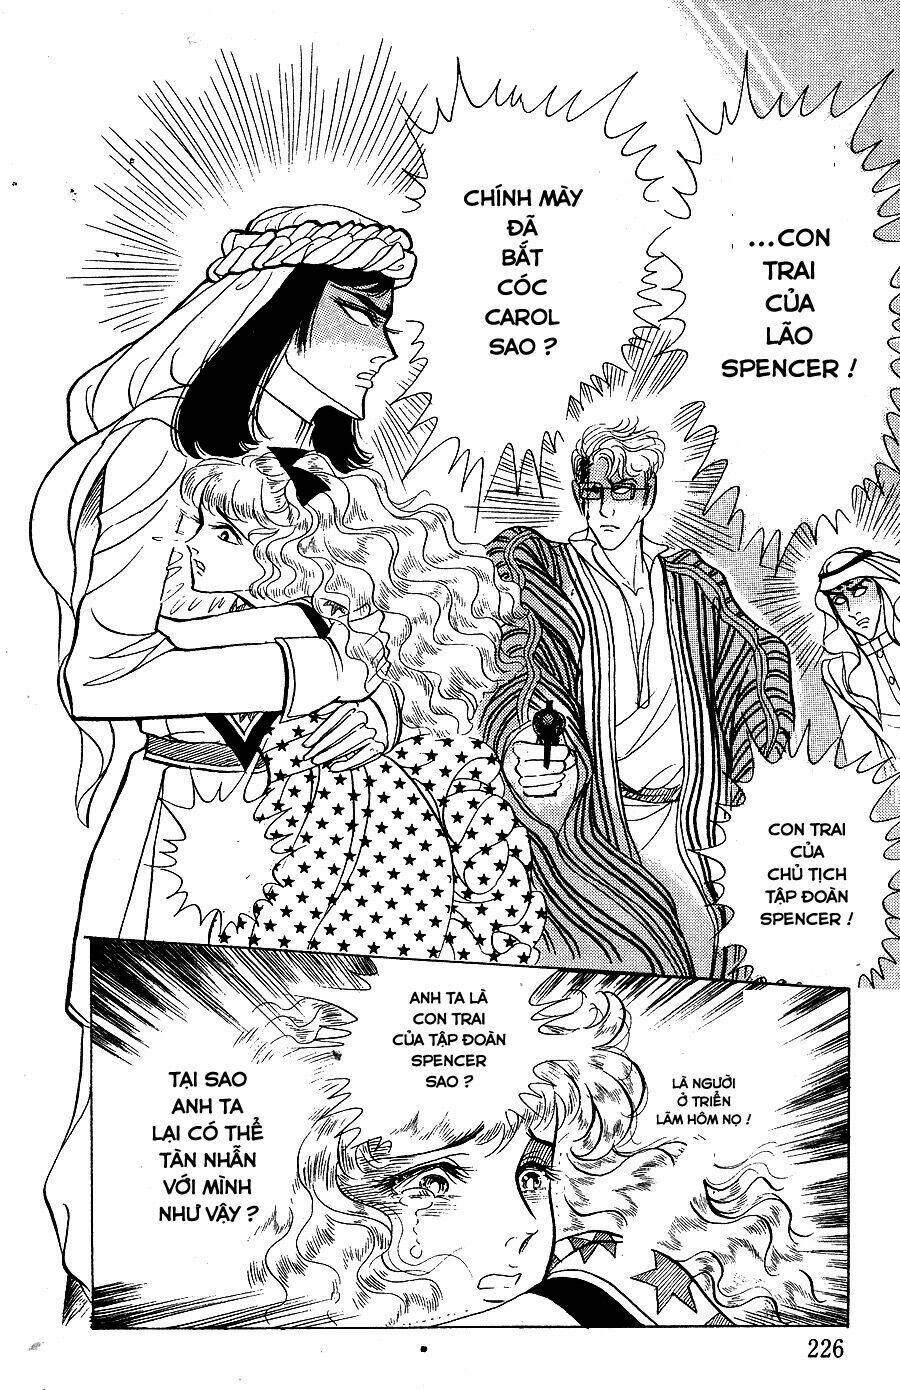 ...CON
TRAI
CỦA
LÃO
SPENCER !
CHÍNH MÀY
ĐÃ
BẮT
CÓC
CAROL
SAO ?
CON TRAI
CỦA
CHỦ TỊCH
TẬP ĐOÀN
SPENCER !
LÀ NGƯỜI
Ở TRIỂN
LÃM HÔM NỌ !
ANH TA LÀ
CON TRAI
CỦA TẬP ĐOÀN
SPENCER
SAO ?
TẠI SAO
ANH TA
LẠI CÓ THỂ
TÀN NHẪN
VỚI MÌNH
NHƯ VẬY ?
226